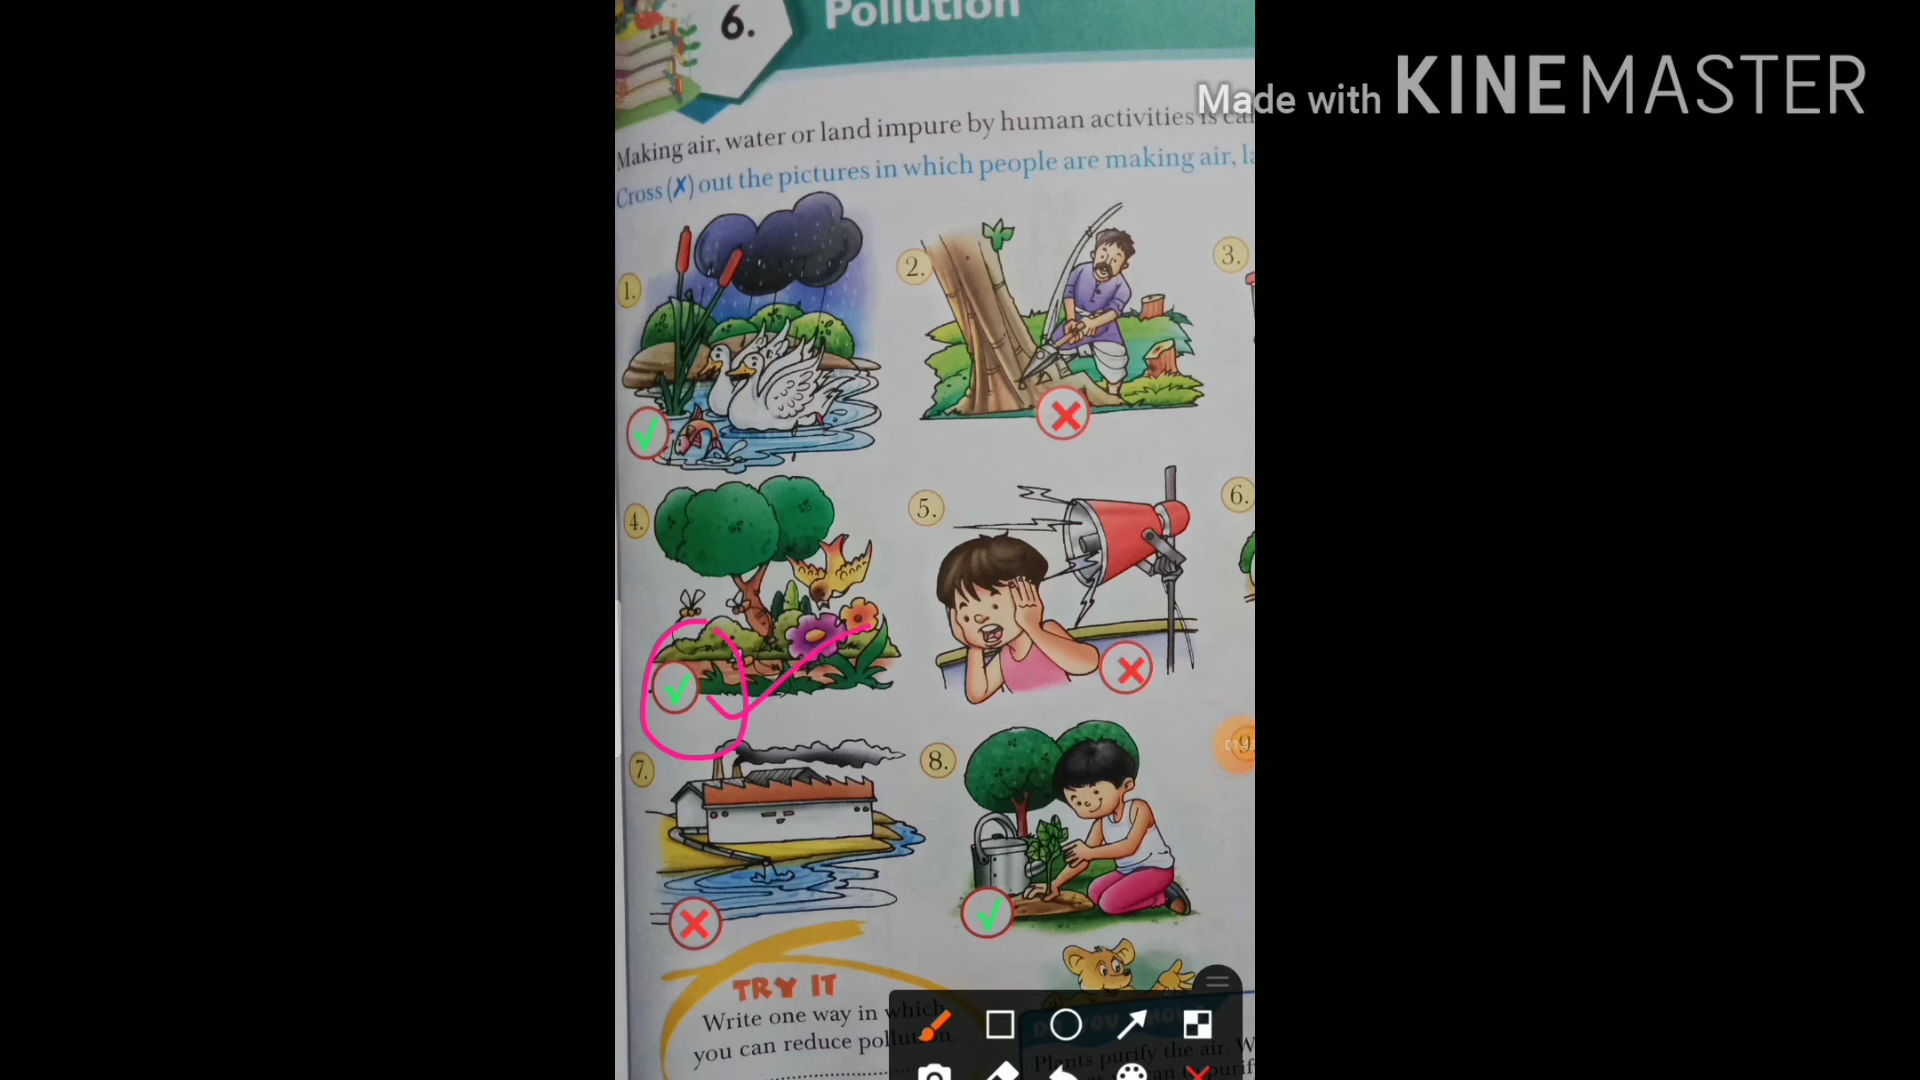 6.
Pollution
Made with KINEMASTER
Making air, water or land impure by human activities is
Cross (✗) out the pictures in which people are making air,
1.
2.
3.
4.
5.
6.
7.
8.
9.
TRY IT
Write one way in which
you can reduce pollution.
Plants purify the air.